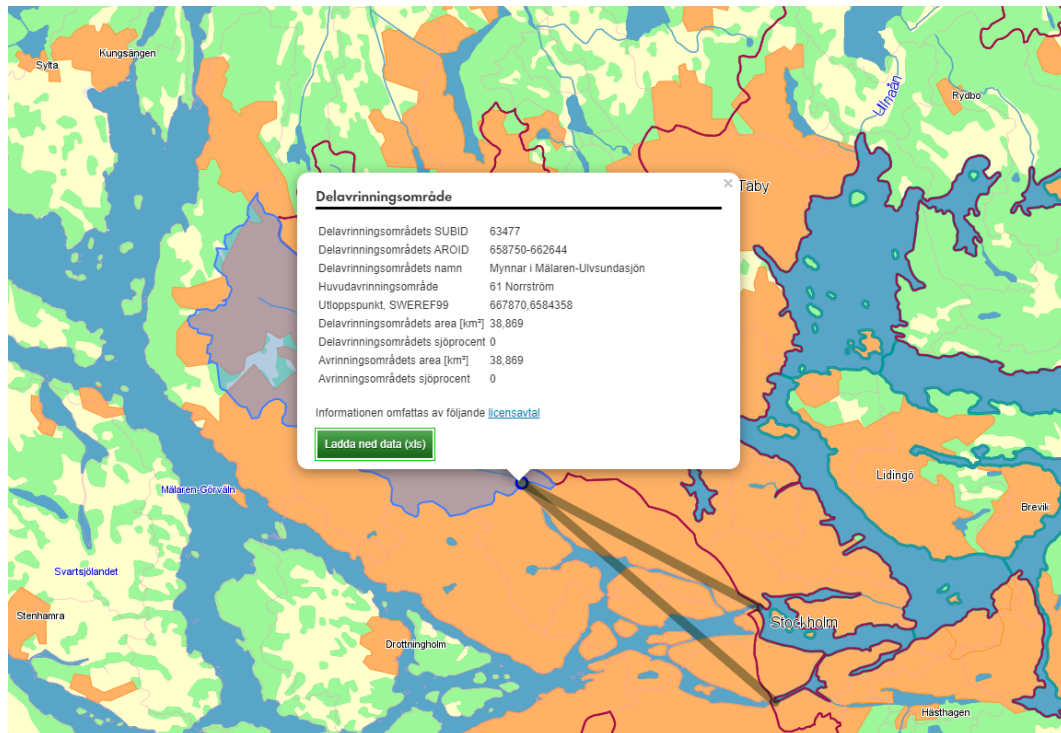 Kungsängen
Sylta
Ullnaån
Rydbo
Täby
Delavrinningsområde
×
Delavrinningsområdets SUBID 63477
Delavrinningsområdets AROID 658750-662644
Delavrinningsområdets namn Mynnar i Mälaren-Ulvsundasjön
Huvudavrinningsområde 61 Norrström
Utloppspunkt, SWEREF99 667870,6584358
Delavrinningsområdets area [km²] 38,869
Delavrinningsområdets sjöprocent 0
Avrinningsområdets area [km²] 38,869
Avrinningsområdets sjöprocent 0
Informationen omfattas av följande licensavtal
Ladda ned data (xls)
Lidingö
Mälaren-Görväln
Brevik
Svartsjölandet
Stenhamra
Stockholm
Drottningholm
Hästhagen